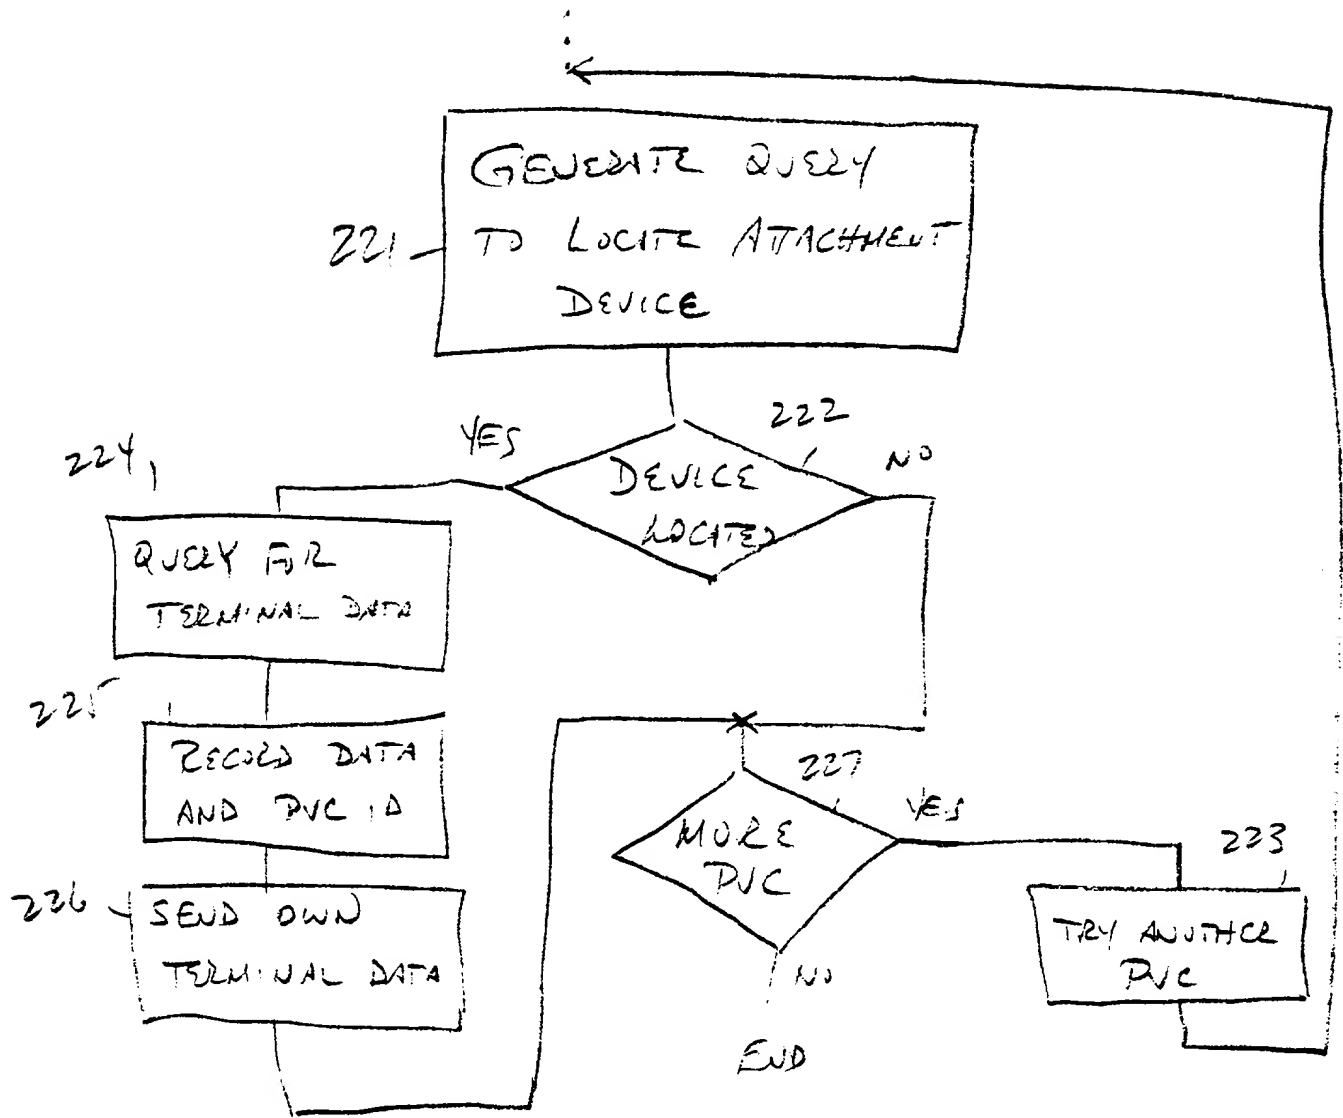 GENERATE QUERY
221 TO LOCATE ATTACHMENT
DEVICE
222
YES
NO
224
DEVICE
LOCATED
QUERY FOR
TERMINAL DATA
225
RECORD DATA
AND PVC ID
227
MORE
PVC
YES
223
226 SEND OWN
TERMINAL DATA
TRY ANOTHER
PVC
NO
END